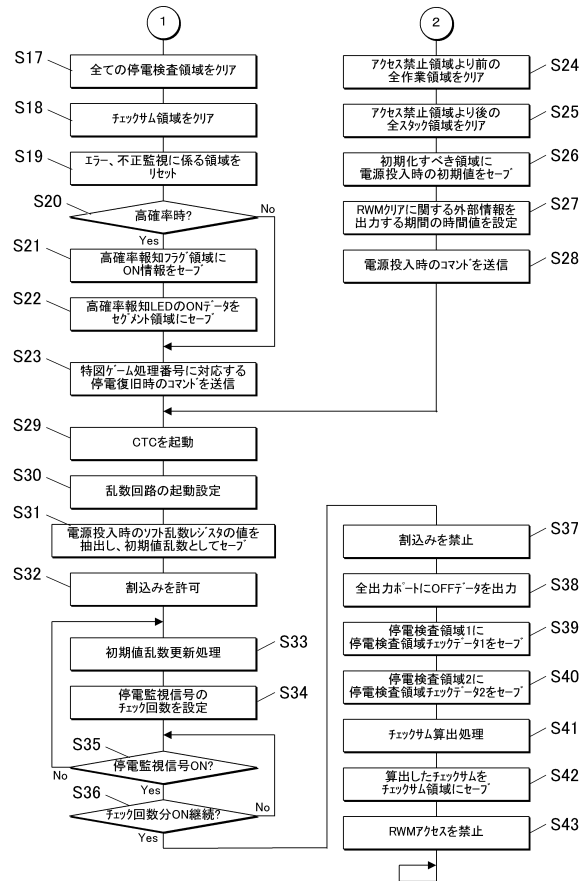 1
S17
全ての停電検査領域をクリア
S18
チェックサム領域をクリア
S19
エラー、不正監視に係る領域を
リセット
S20
高確率時?
No
Yes
S21
高確率報知フラグ領域に
ON情報をセーブ
S22
高確率報知LEDのONデータを
セグメント領域にセーブ
S23
特図ゲーム処理番号に対応する
停電復旧時のコマンドを送信
2
S24
アクセス禁止領域より前の
全作業領域をクリア
S25
アクセス禁止領域より後の
全スタック領域をクリア
S26
初期化すべき領域に
電源投入時の初期値をセーブ
S27
RWMクリアに関する外部情報を
出力する期間の時間値を設定
S28
電源投入時のコマンドを送信
S29
CTCを起動
S30
乱数回路の起動設定
S31
電源投入時のソフト乱数レジスタの値を
抽出し、初期値乱数としてセーブ
S32
割込みを許可
S33
初期値乱数更新処理
S34
停電監視信号の
チェック回数を設定
S35
停電監視信号ON?
No
Yes
S36
チェック回数分ON継続?
No
Yes
S37
割込みを禁止
S38
全出力ポートにOFFデータを出力
S39
停電検査領域1に
停電検査領域チェックデータ1をセーブ
S40
停電検査領域2に
停電検査領域チェックデータ2をセーブ
S41
チェックサム算出処理
S42
算出したチェックサムを
チェックサム領域にセーブ
S43
RWMアクセスを禁止